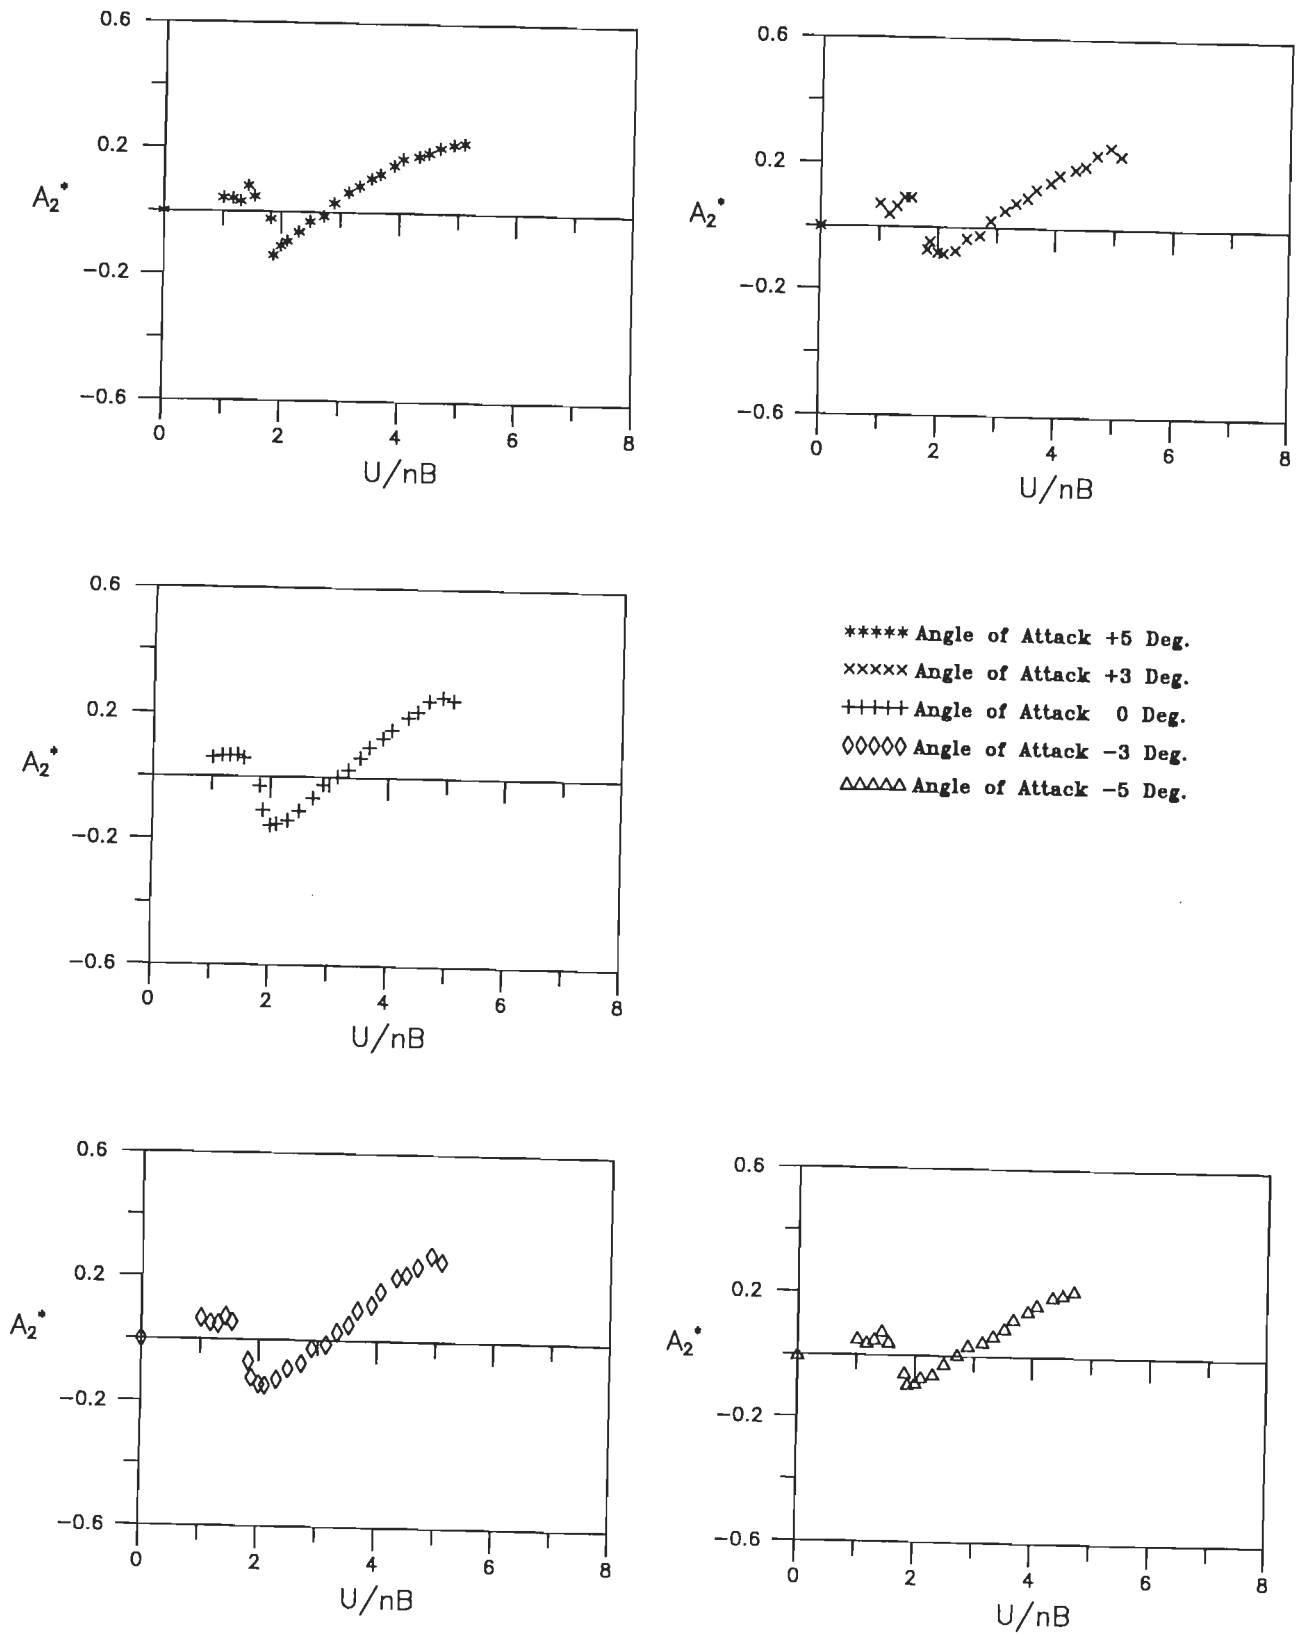 0.6
0.2
A₂*
−0.2
−0.6
0 2 4 6 8
U/nB
0.6
0.2
A₂*
−0.2
−0.6
0 2 4 6 8
U/nB
0.6
0.2
A₂*
−0.2
−0.6
0 2 4 6 8
U/nB
Angle of Attack +5 Deg.
Angle of Attack +3 Deg.
Angle of Attack 0 Deg.
Angle of Attack −3 Deg.
Angle of Attack −5 Deg.
0.6
0.2
A₂*
−0.2
−0.6
0 2 4 6 8
U/nB
0.6
0.2
A₂*
−0.2
−0.6
0 2 4 6 8
U/nB